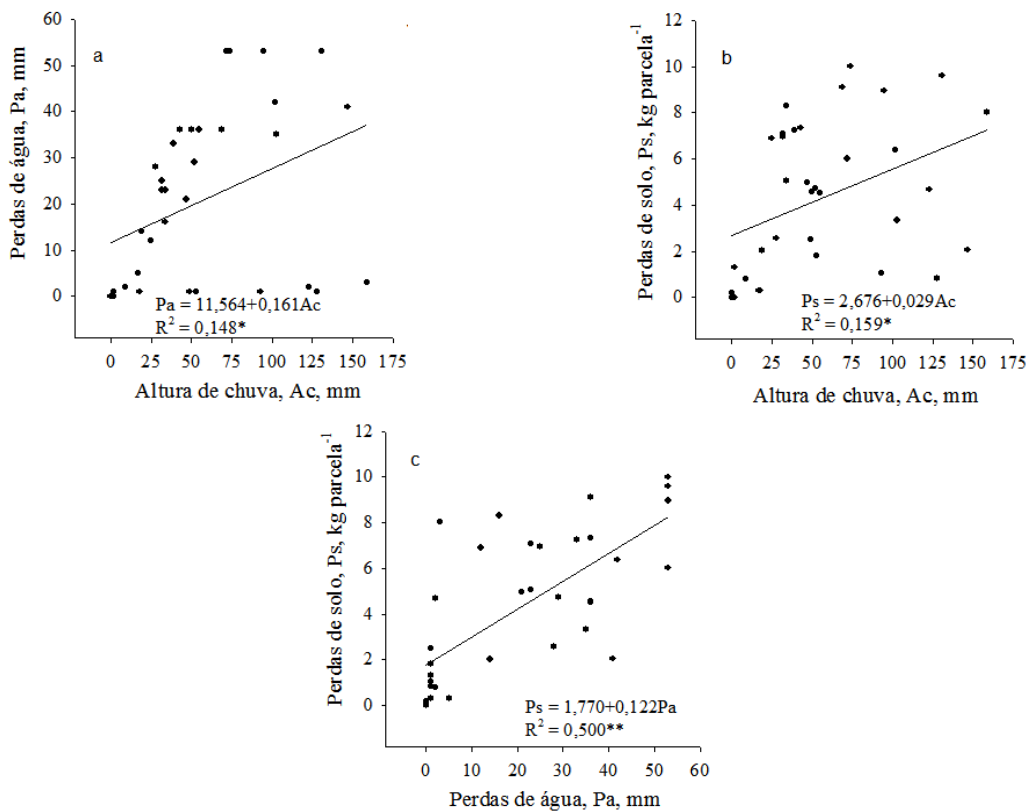 a
Perdas de água, Pa, mm
60
50
40
30
20
10
0
Pa = 11,564+0,161Ac
R² = 0,148*
0 25 50 75 100 125 150 175
Altura de chuva, Ac, mm
b
Perdas de solo, Ps, kg parcela⁻¹
12
10
8
6
4
2
0
Ps = 2,676+0,029Ac
R² = 0,159*
0 25 50 75 100 125 150 175
Altura de chuva, Ac, mm
c
Perdas de solo, Ps, kg parcela⁻¹
12
10
8
6
4
2
0
Ps = 1,770+0,122Pa
R² = 0,500**
0 10 20 30 40 50 60
Perdas de água, Pa, mm